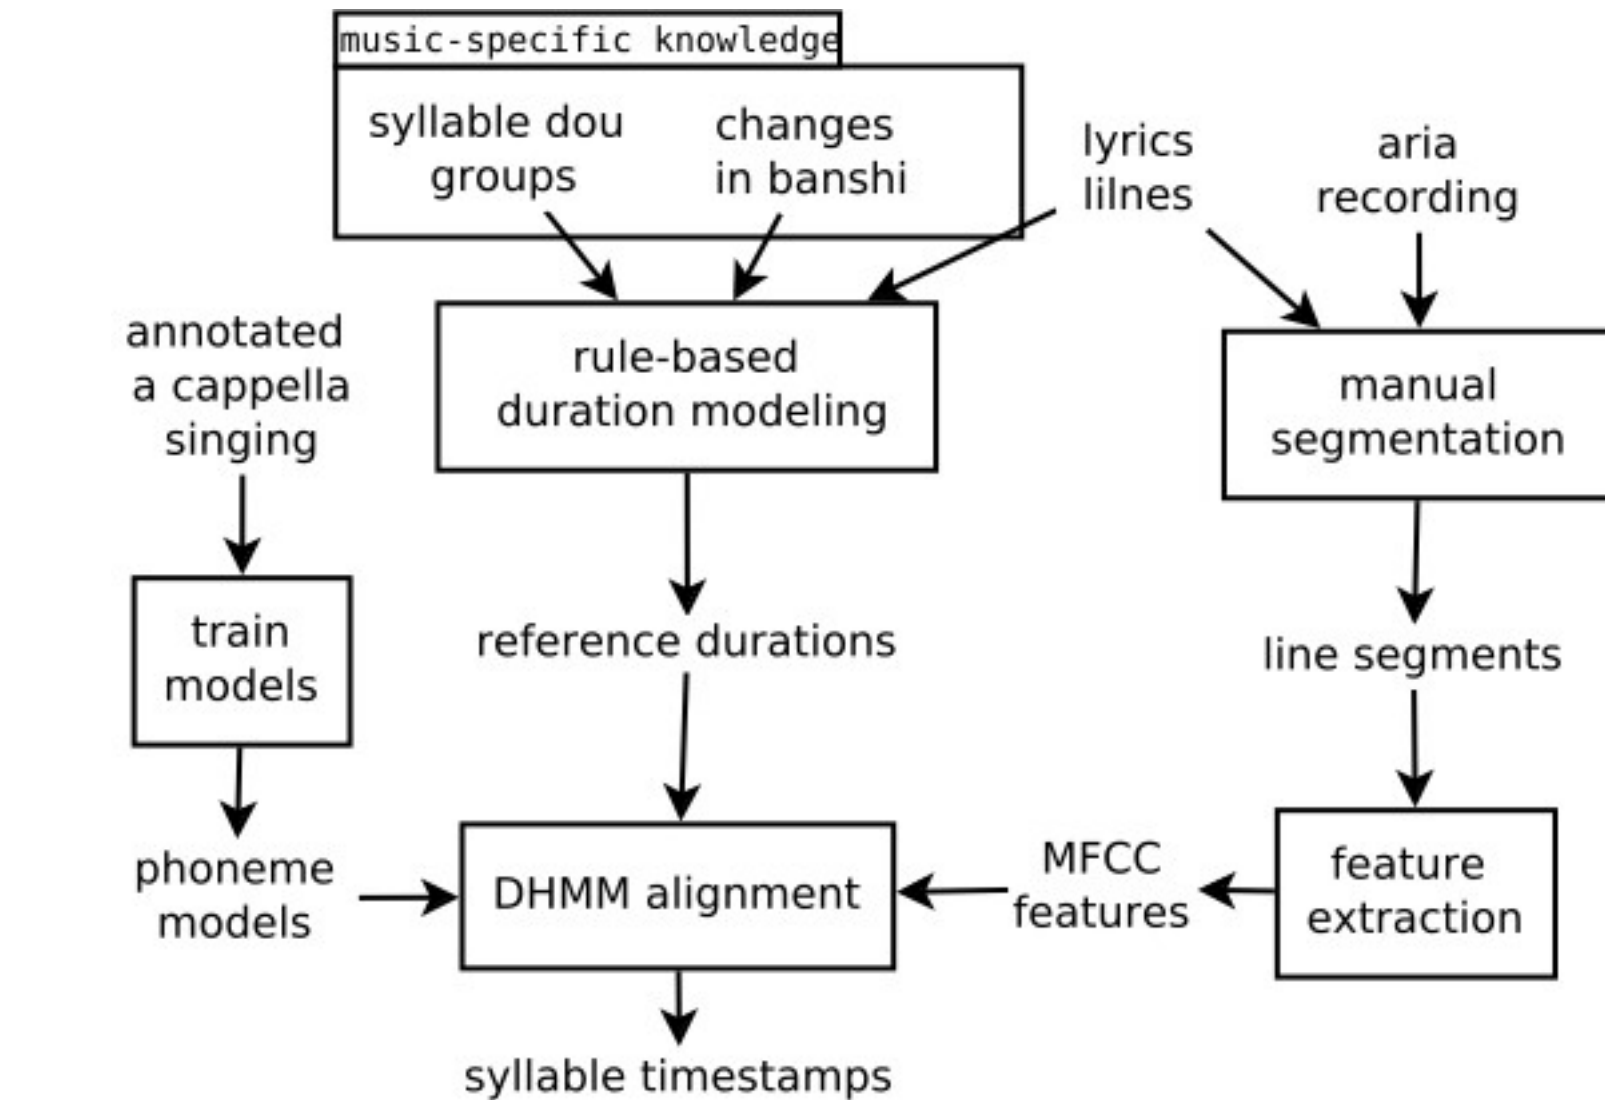 music-specific knowledge
syllable dou
groups
changes
in banshi
lyrics
lilnes
aria
recording
annotated
a cappella
singing
rule-based
duration modeling
manual
segmentation
train
models
reference durations
line segments
phoneme
models
DHMM alignment
MFCC
features
feature
extraction
syllable timestamps